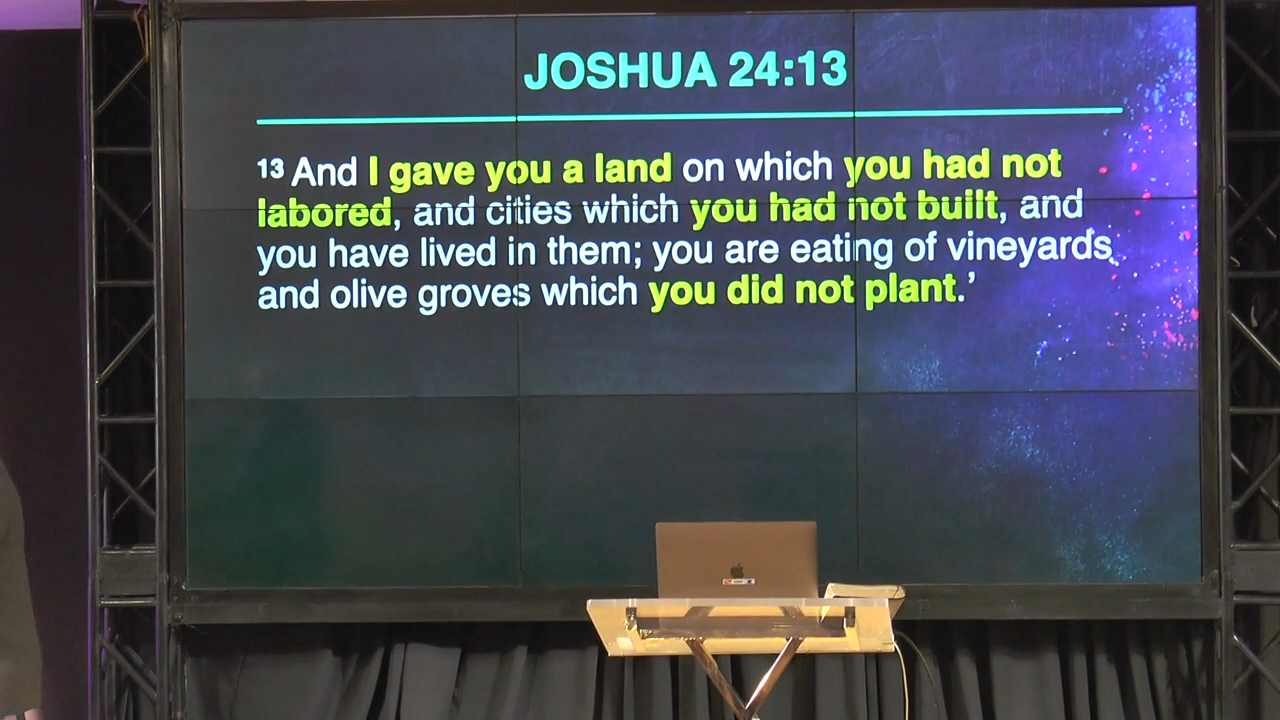 JOSHUA 24:13
13 And I gave you a land on which you had not
labored, and cities which you had not built, and
you have lived in them; you are eating of vineyards
and olive groves which you did not plant.’